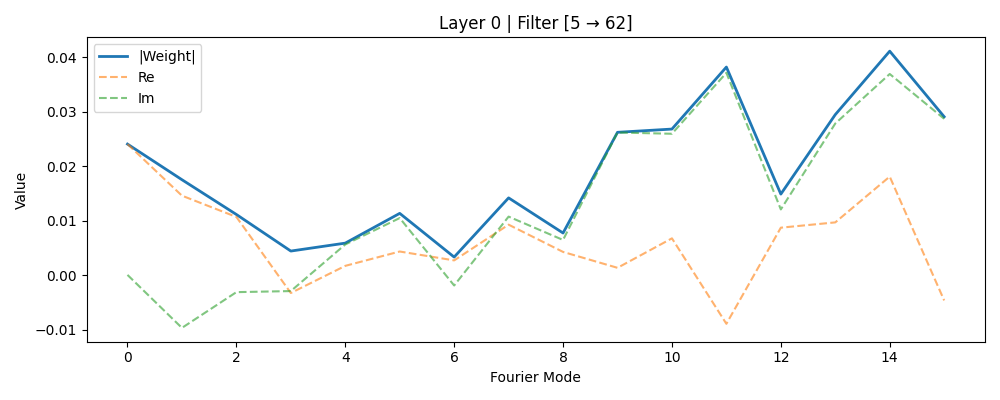 Layer 0 | Filter [5 → 62]
|Weight|
Re
Im
Value
0.04
0.03
0.02
0.01
0.00
−0.01
0 2 4 6 8 10 12 14
Fourier Mode